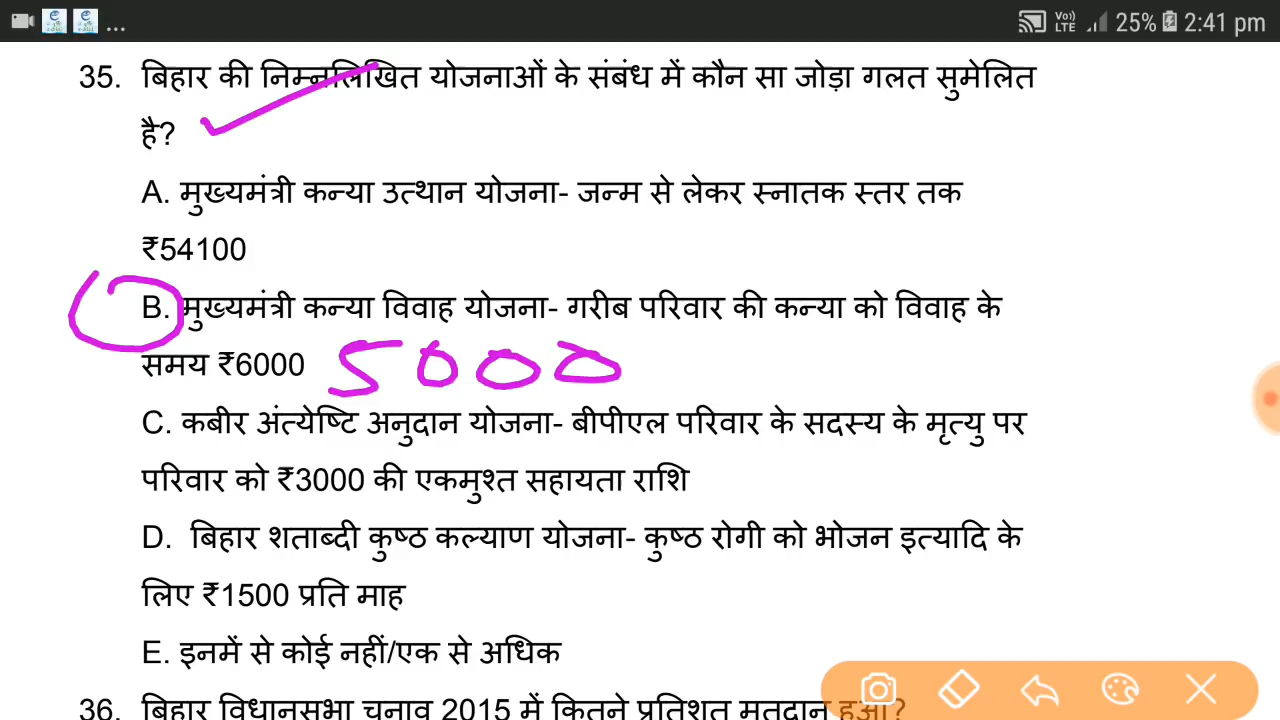 ... Vo) LTE 25% 2:41 pm
35. बिहार की निम्नलिखित योजनाओं के संबंध में कौन सा जोड़ा गलत सुमेलित
है?
A. मुख्यमंत्री कन्या उत्थान योजना- जन्म से लेकर स्नातक स्तर तक
₹54100
B. मुख्यमंत्री कन्या विवाह योजना- गरीब परिवार की कन्या को विवाह के
समय ₹6000 5000
C. कबीर अंत्येष्टि अनुदान योजना- बीपीएल परिवार के सदस्य के मृत्यु पर
परिवार को ₹3000 की एकमुश्त सहायता राशि
D. बिहार शताब्दी कुष्ठ कल्याण योजना- कुष्ठ रोगी को भोजन इत्यादि के
लिए ₹1500 प्रति माह
E. इनमें से कोई नहीं/एक से अधिक
36. बिहार विधानसभा चुनाव 2015 में कितने प्रतिशत मतदान हुआ?